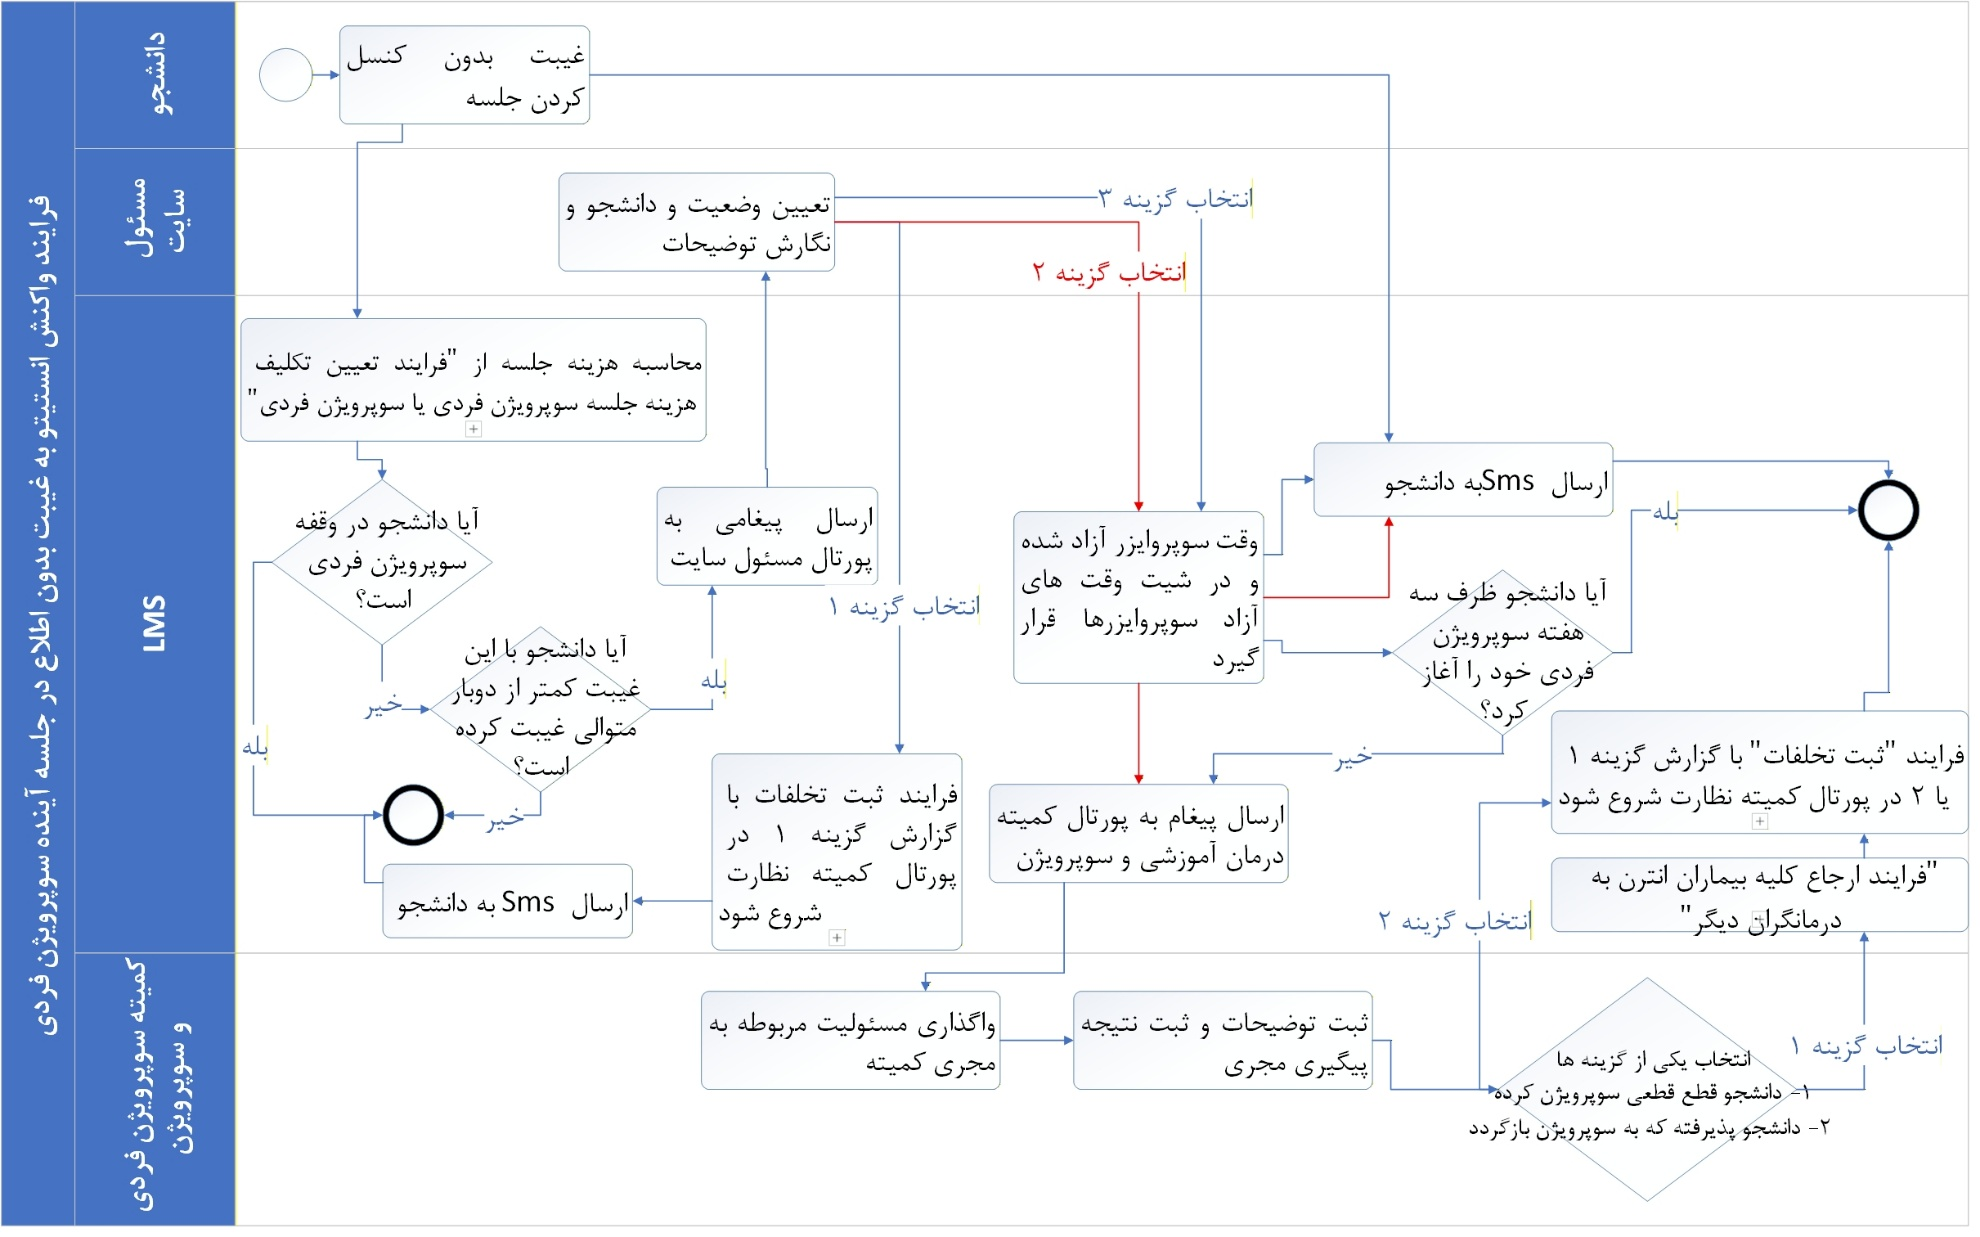 فرایند واکنش انستیتو به غیبت بدون اطلاع در جلسه آینده سوپرویژن فردی
دانشجو
غیبت بدون کنسل
کردن جلسه
مسئول
سایت
تعیین وضعیت و دانشجو و
نگارش توضیحات
انتخاب گزینه ۳
انتخاب گزینه ۲
LMS
محاسبه هزینه جلسه از "فرایند تعیین تکلیف
هزینه جلسه سوپرویژن فردی یا سوپرویژن فردی"
آیا دانشجو در وقفه
سوپرویژن فردی
است؟
بله
خیر
آیا دانشجو با این
غیبت کمتر از دوبار
متوالی غیبت کرده
است؟
بله
خیر
ارسال پیغامی به
پورتال مسئول سایت
انتخاب گزینه ۱
فرایند ثبت تخلفات با
گزارش گزینه ۱ در
پورتال کمیته نظارت
شروع شود
ارسال Sms به دانشجو
وقت سوپروایزر آزاد شده
و در شیت وقت های
آزاد سوپروایزرها قرار
گیرد
ارسال Smsبه دانشجو
آیا دانشجو ظرف سه
هفته سوپرویژن
فردی خود را آغاز
کرد؟
بله
خیر
ارسال پیغام به پورتال کمیته
درمان آموزشی و سوپرویژن
فرایند "ثبت تخلفات" با گزارش گزینه ۱
یا ۲ در پورتال کمیته نظارت شروع شود
"فرایند ارجاع کلیه بیماران انترن به
درمانگران دیگر"
انتخاب گزینه ۲
کمیته سوپرویژن فردی
و سوپرویژن
واگذاری مسئولیت مربوطه به
مجری کمیته
ثبت توضیحات و ثبت نتیجه
پیگیری مجری
انتخاب یکی از گزینه ها
۱- دانشجو قطع قطعی سوپرویژن کرده
۲- دانشجو پذیرفته که به سوپرویژن بازگردد
انتخاب گزینه ۱